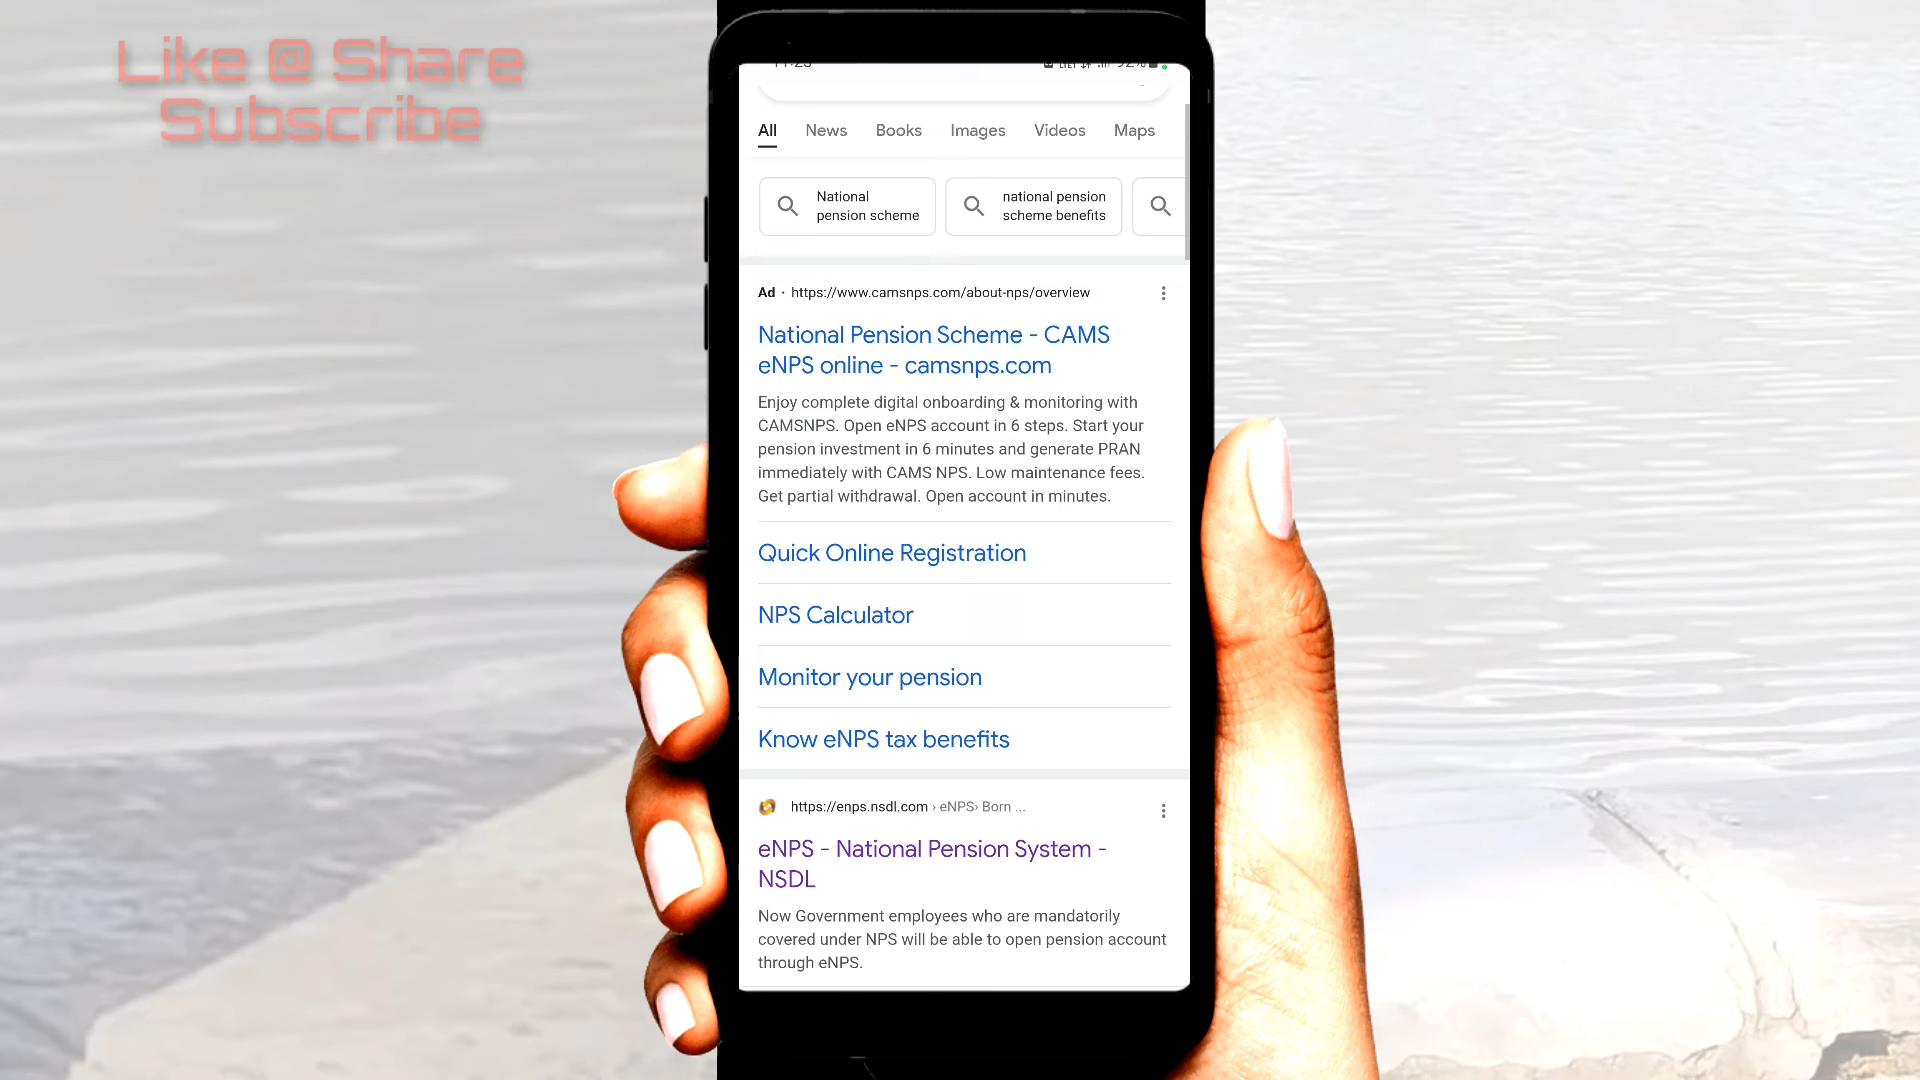 Like @ Share
Subscribe
92%
All News Books Images Videos Maps
National
pension scheme
national pension
scheme benefits
Ad · https://www.camsnps.com/about-nps/overview
National Pension Scheme - CAMS
eNPS online - camsnps.com
Enjoy complete digital onboarding & monitoring with
CAMSNPS. Open eNPS account in 6 steps. Start your
pension investment in 6 minutes and generate PRAN
immediately with CAMS NPS. Low maintenance fees.
Get partial withdrawal. Open account in minutes.
Quick Online Registration
NPS Calculator
Monitor your pension
Know eNPS tax benefits
https://enps.nsdl.com › eNPS› Born ...
eNPS - National Pension System -
NSDL
Now Government employees who are mandatorily
covered under NPS will be able to open pension account
through eNPS.